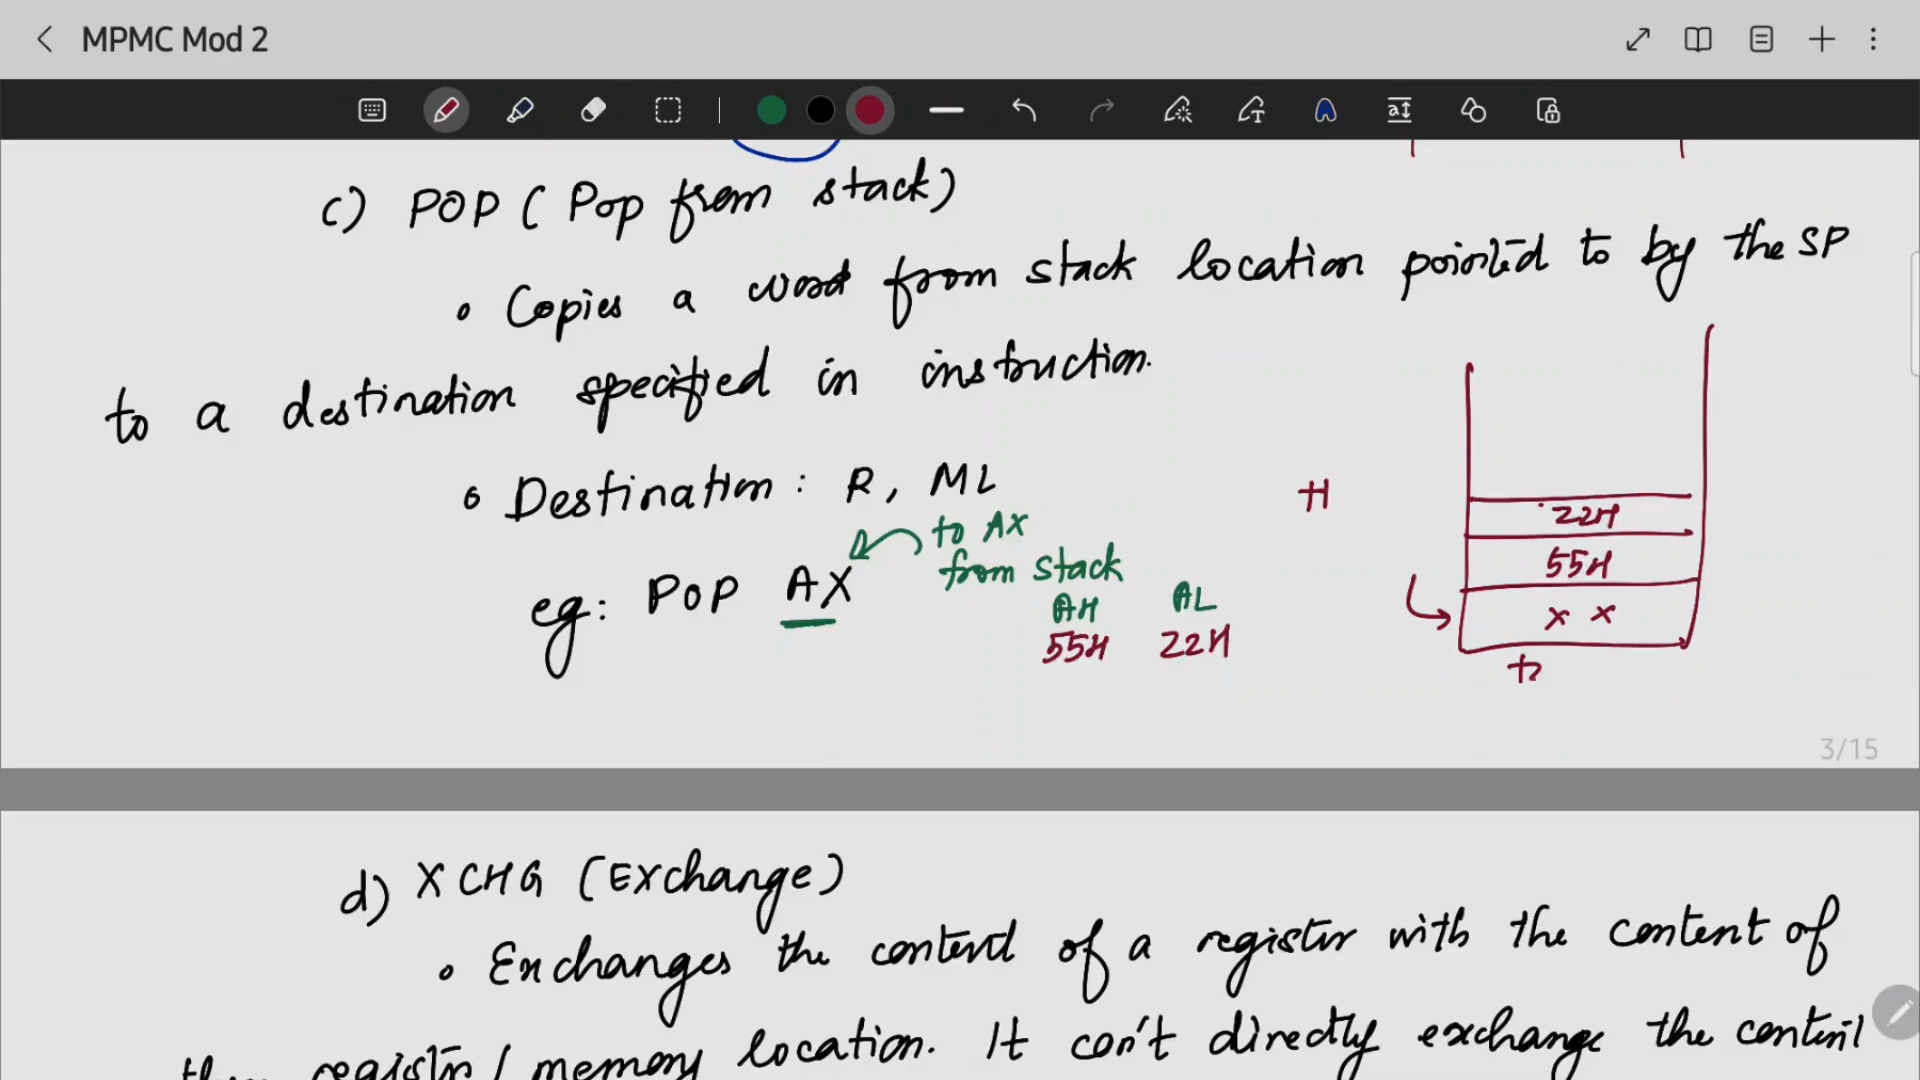 MPMC Mod 2
c) POP ( Pop from stack)
• Copies a word from stack location pointed to by the SP
to a destination specified in instruction.
• Destination : R, ML
to AX
from stack
eg: POP AX
AH AL
55H 22H
22H
55H
x x
3/15
d) XCHG (Exchange)
• Exchanges the content of a register with the content of
register / memory location. It can't directly exchange the content